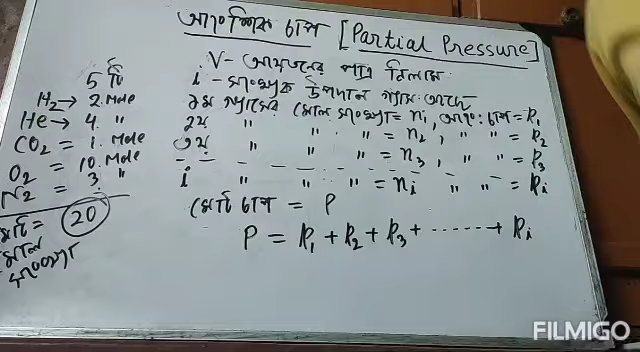 আংশিক চাপ [Partial Pressure]
V- আয়তনের পাত্র নিলাম.
i - সংখ্যক উপাদান গ্যাস আছে
১ম গ্যাসের মোল সংখ্যা = n₁, আং: চাপ = P₁
২য় " " " = n₂, " " = P₂
৩য় " " " = n₃, " " = P₃
i " " " = nᵢ " " = Pᵢ
মোট চাপ = P
P = P₁ + P₂ + P₃ + ------+ Pᵢ
5 টি
H₂→ 2. Mole
He→ 4. "
CO₂ = 1. Mole
O₂ = 10. Mole
N₂ = 3. "
মোট = 20
মোল
সংখ্যা
FILMIGO